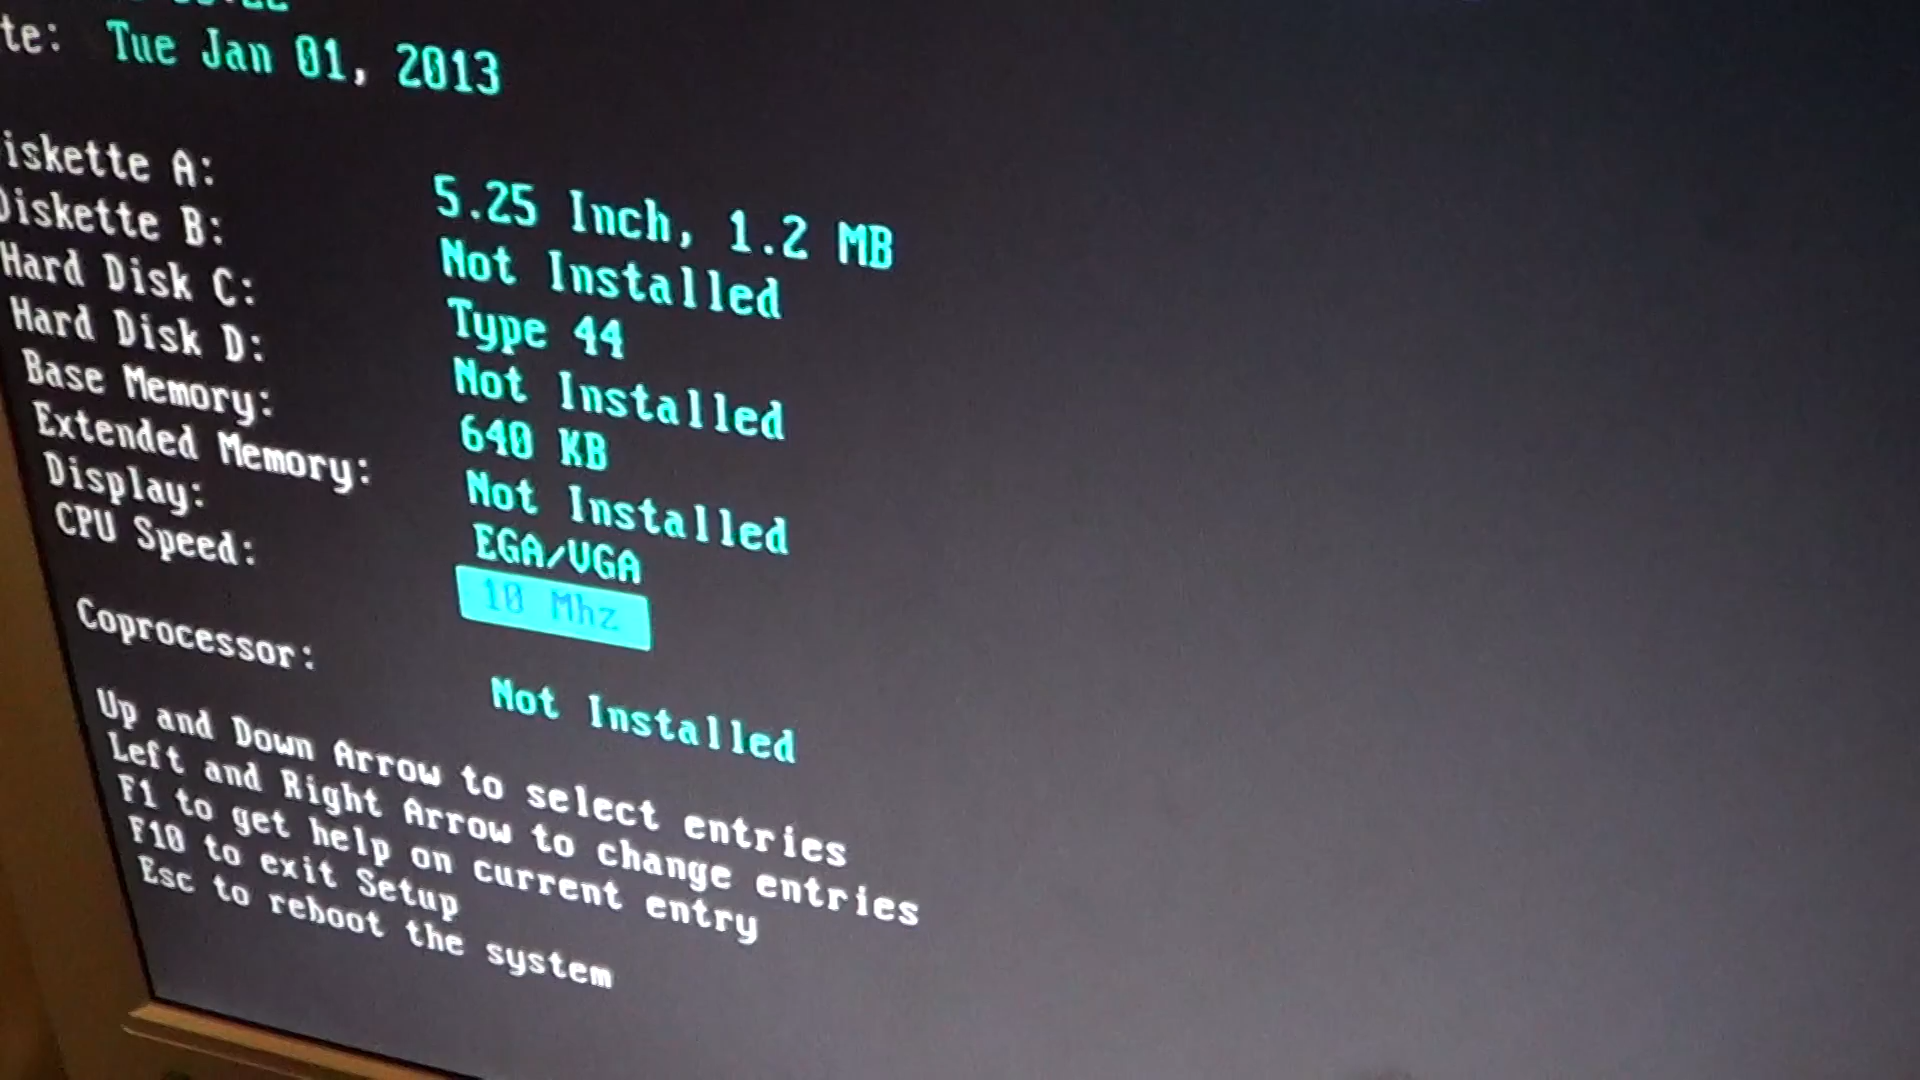 te: Tue Jan 01, 2013
iskette A: 5.25 Inch, 1.2 MB
Diskette B: Not Installed
Hard Disk C: Type 44
Hard Disk D: Not Installed
Base Memory: 640 KB
Extended Memory: Not Installed
Display: EGA/VGA
CPU Speed: 10 Mhz
Coprocessor: Not Installed
Up and Down Arrow to select entries
Left and Right Arrow to change entries
F1 to get help on current entry
F10 to exit Setup
Esc to reboot the system